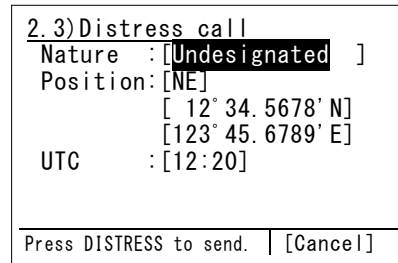 2.3)Distress call
Nature :[Undesignated ]
Position:[NE]
[ 12°34.5678'N]
[123°45.6789'E]
UTC :[12:20]
Press DISTRESS to send. [Cancel]